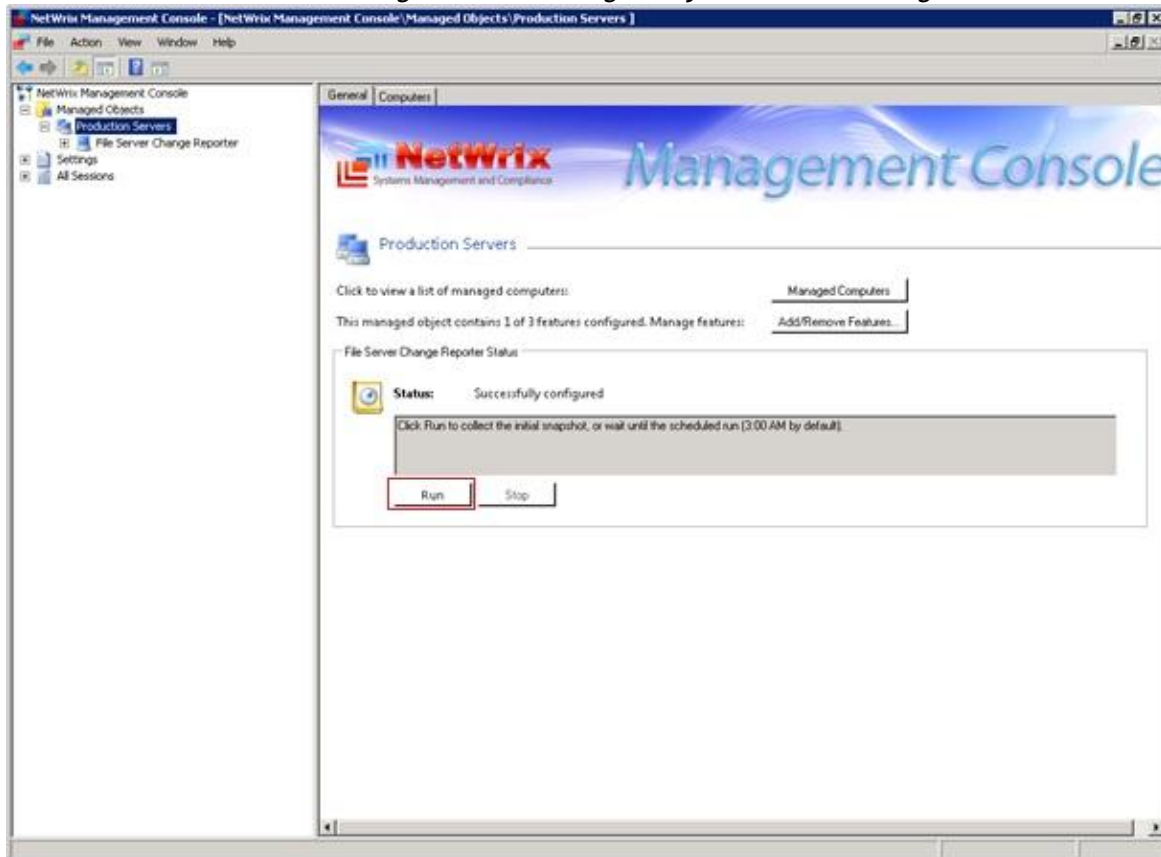 NetWrix Management Console - [NetWrix Management Console\Managed Objects\Production Servers ]
File Action View Window Help
NetWrix Management Console
Managed Objects
Production Servers
File Server Change Reporter
Settings
All Sessions
General Computers
NetWrix
Systems Management and Compliance
Management Console
Production Servers
Click to view a list of managed computers: Managed Computers
This managed object contains 1 of 3 features configured. Manage features: Add/Remove Features...
File Server Change Reporter Status
Status: Successfully configured
Click Run to collect the initial snapshot, or wait until the scheduled run (3:00 AM by default).
Run Stop